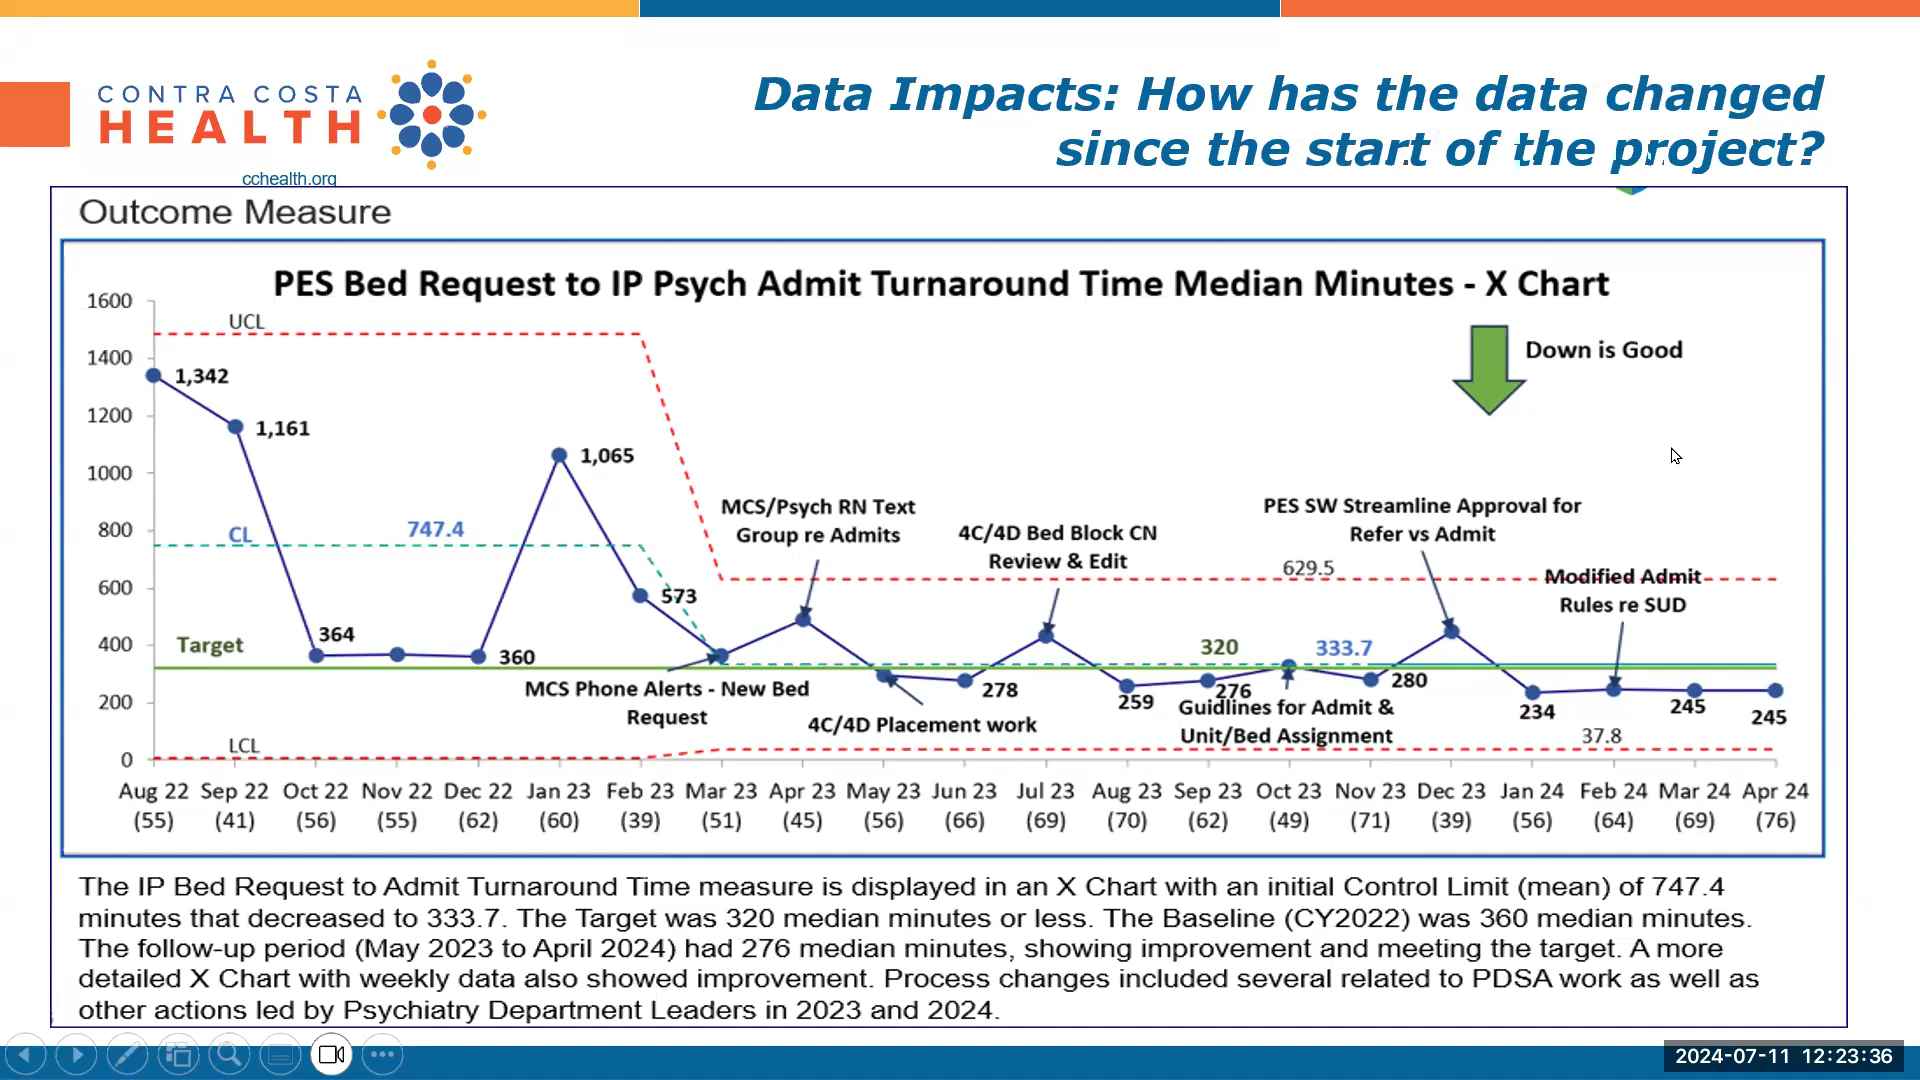 CONTRA COSTA
HEALTH
cchealth.org
Data Impacts: How has the data changed
since the start of the project?
Outcome Measure
PES Bed Request to IP Psych Admit Turnaround Time Median Minutes - X Chart
1600
1400
1200
1000
800
600
400
200
0
UCL
CL
747.4
Target
LCL
1,342
1,161
364
360
1,065
573
278
259
276
280
234
245
245
320
333.7
629.5
37.8
Down is Good
MCS Phone Alerts - New Bed
Request
MCS/Psych RN Text
Group re Admits
4C/4D Placement work
4C/4D Bed Block CN
Review & Edit
Guidlines for Admit &
Unit/Bed Assignment
PES SW Streamline Approval for
Refer vs Admit
Modified Admit
Rules re SUD
Aug 22 Sep 22 Oct 22 Nov 22 Dec 22 Jan 23 Feb 23 Mar 23 Apr 23 May 23 Jun 23 Jul 23 Aug 23 Sep 23 Oct 23 Nov 23 Dec 23 Jan 24 Feb 24 Mar 24 Apr 24
(55) (41) (56) (55) (62) (60) (39) (51) (45) (56) (66) (69) (70) (62) (49) (71) (39) (56) (64) (69) (76)
The IP Bed Request to Admit Turnaround Time measure is displayed in an X Chart with an initial Control Limit (mean) of 747.4
minutes that decreased to 333.7. The Target was 320 median minutes or less. The Baseline (CY2022) was 360 median minutes.
The follow-up period (May 2023 to April 2024) had 276 median minutes, showing improvement and meeting the target. A more
detailed X Chart with weekly data also showed improvement. Process changes included several related to PDSA work as well as
other actions led by Psychiatry Department Leaders in 2023 and 2024.
2024-07-11 12:23:36